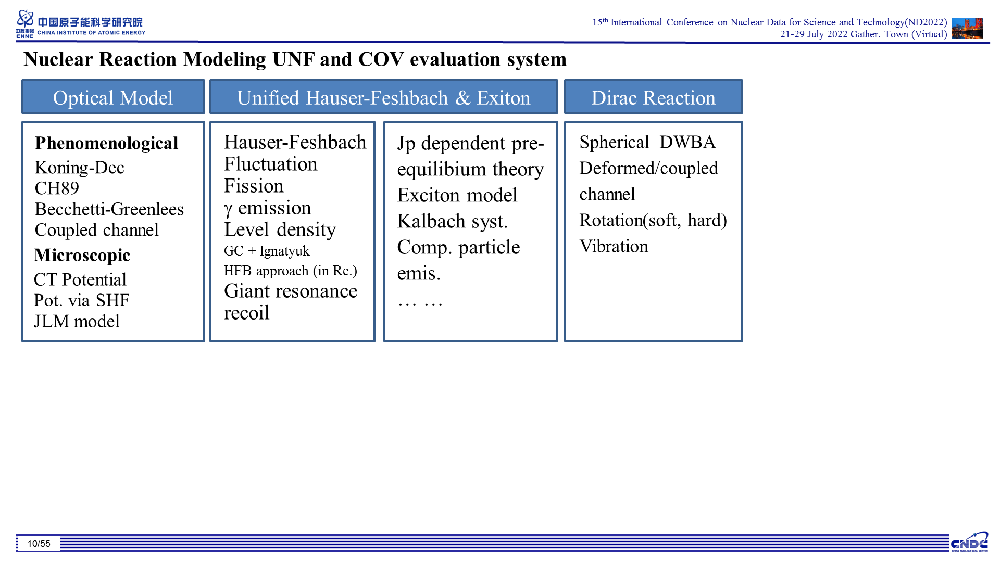 中国原子能科学研究院
中核集团
CNNC
CHINA INSTITUTE OF ATOMIC ENERGY
15th International Conference on Nuclear Data for Science and Technology(ND2022)
21-29 July 2022 Gather. Town (Virtual)
Nuclear Reaction Modeling UNF and COV evaluation system
Optical Model
Unified Hauser-Feshbach & Exiton
Dirac Reaction
Phenomenological
Koning-Dec
CH89
Becchetti-Greenlees
Coupled channel
Microscopic
CT Potential
Pot. via SHF
JLM model
Hauser-Feshbach
Fluctuation
Fission
γ emission
Level density
GC + Ignatyuk
HFB approach (in Re.)
Giant resonance
recoil
Jp dependent pre-
equilibium theory
Exciton model
Kalbach syst.
Comp. particle
emis.
… …
Spherical DWBA
Deformed/coupled
channel
Rotation(soft, hard)
Vibration
10/55
CNDC
CHINA NUCLEAR DATA CENTER